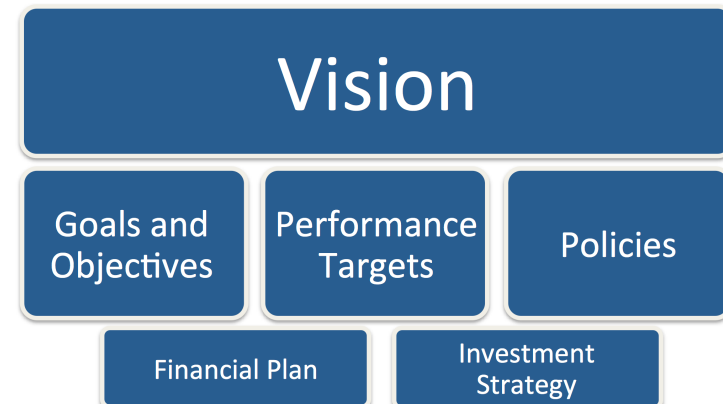 Vision
Goals and
Objectives
Performance
Targets
Policies
Financial Plan
Investment
Strategy